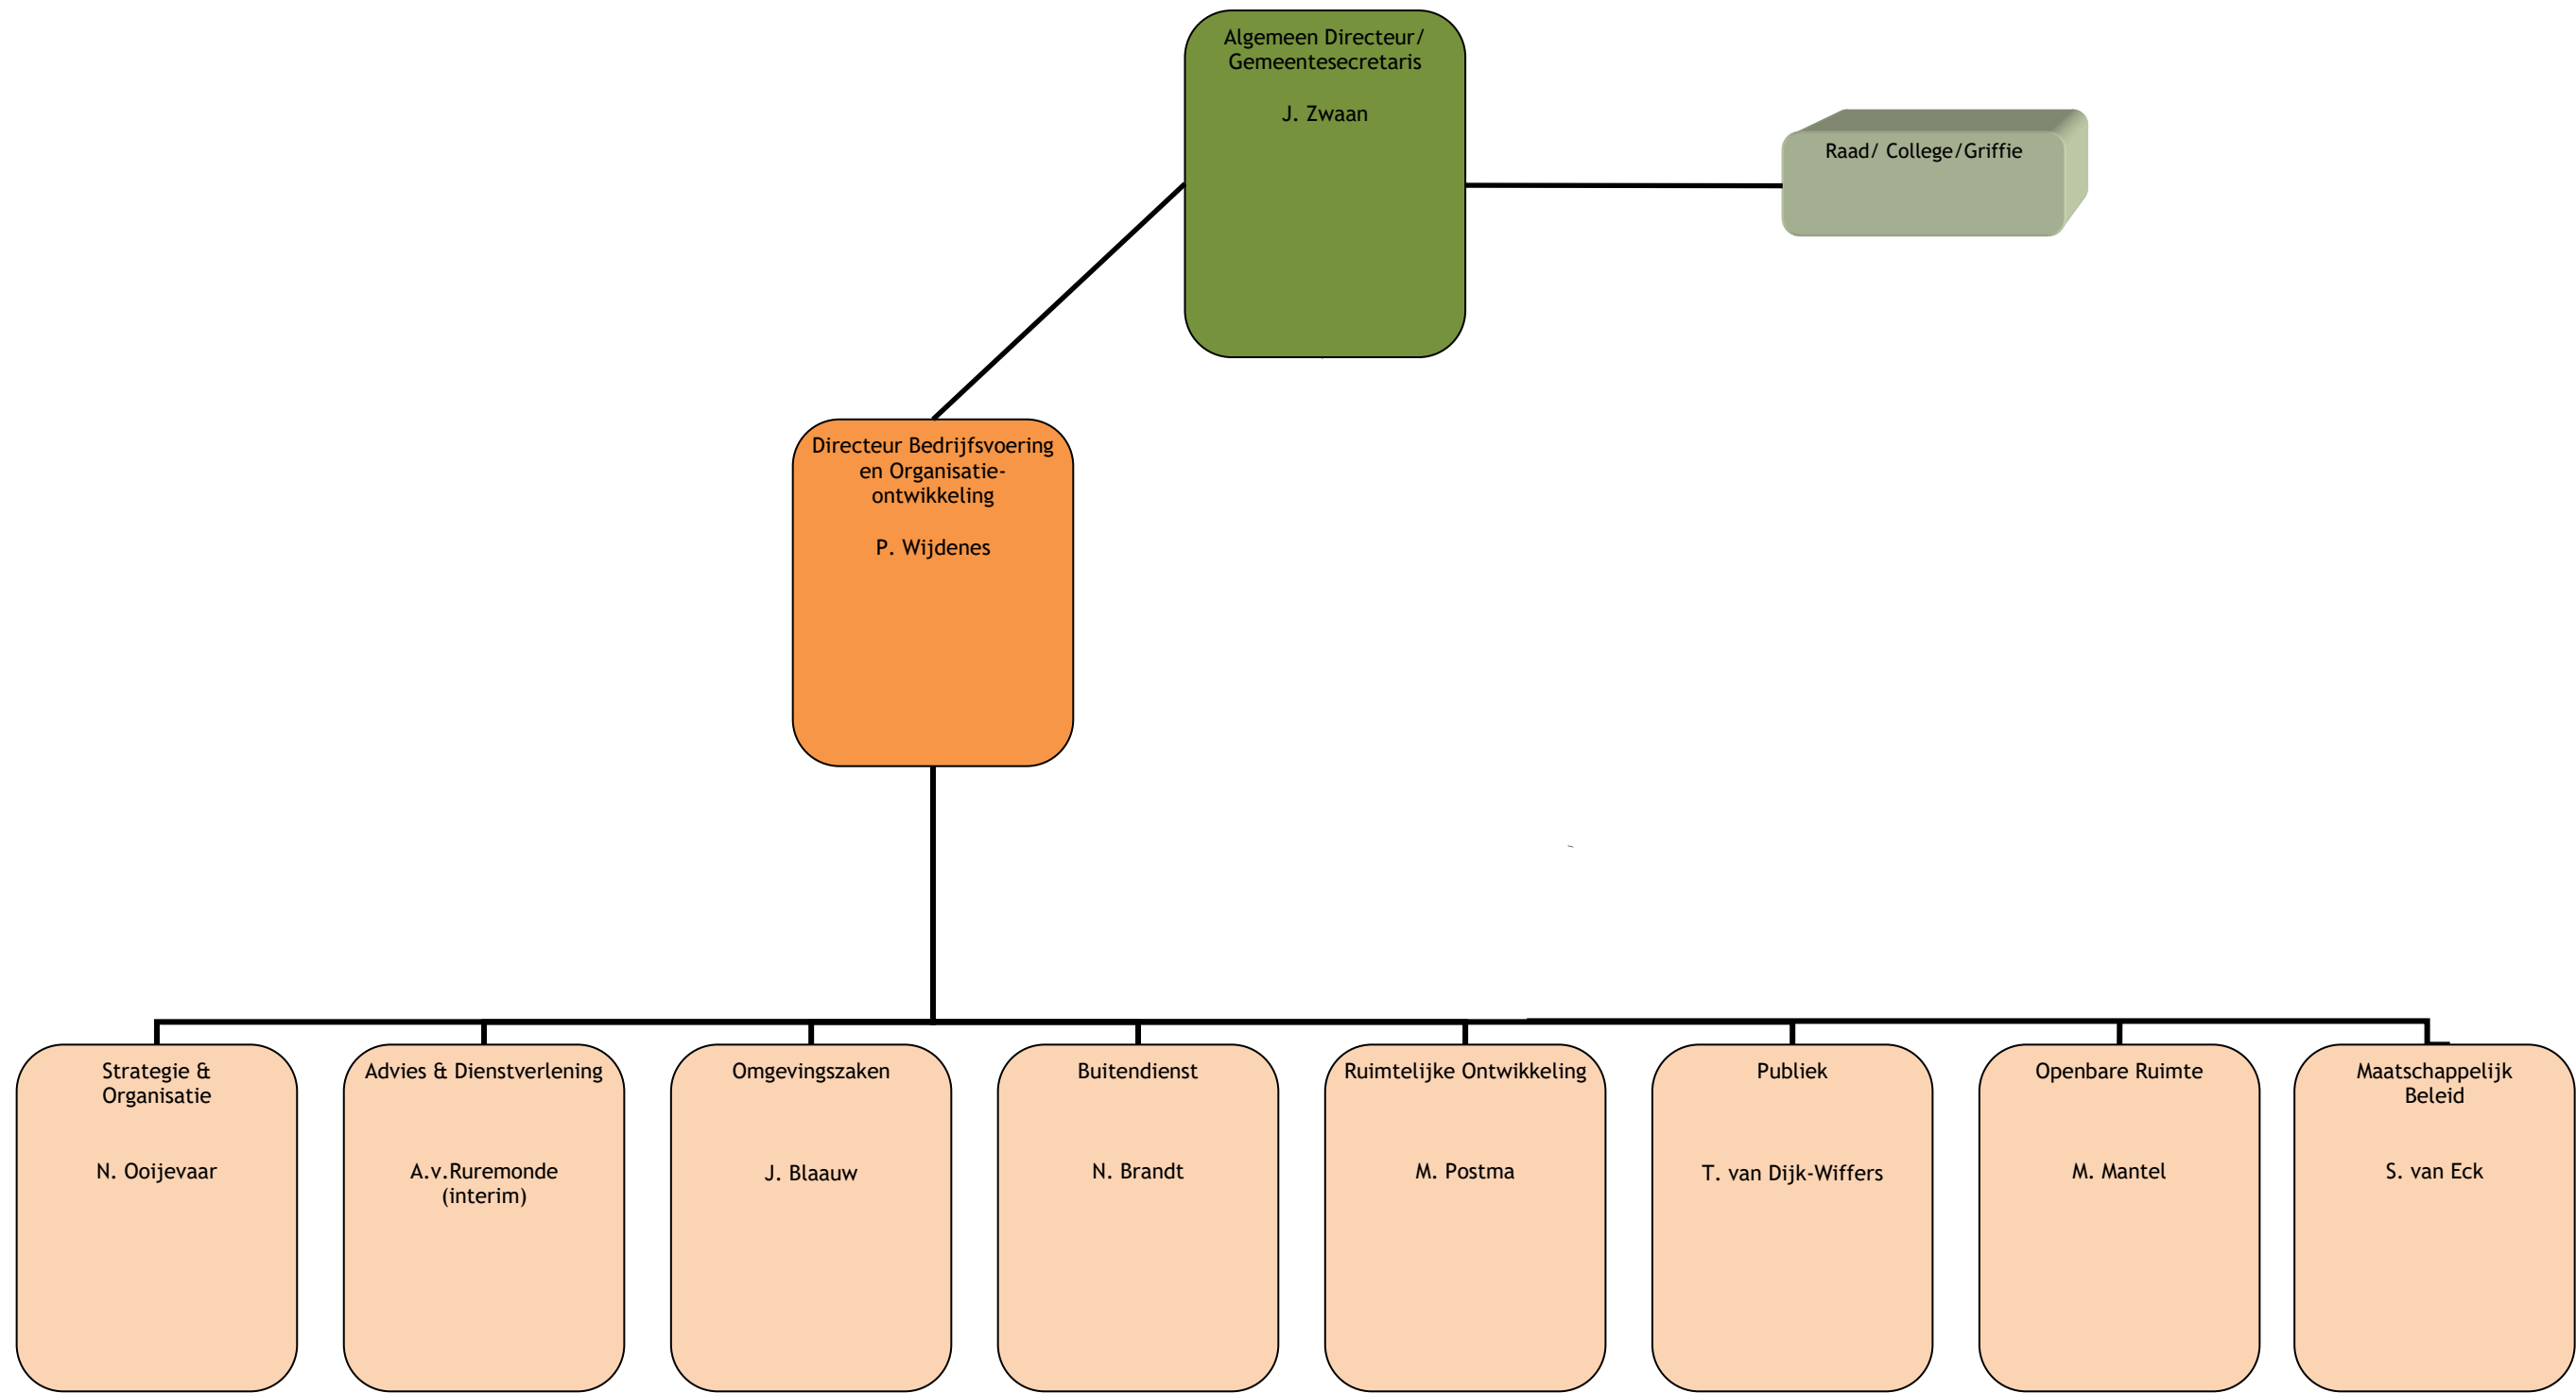 Algemeen Directeur/
Gemeentesecretaris
J. Zwaan
Raad/ College/Griffie
Directeur Bedrijfsvoering
en Organisatie-
ontwikkeling
P. Wijdenes
Strategie &
Organisatie
N. Ooijevaar
Advies & Dienstverlening
A.v.Ruremonde
(interim)
Omgevingszaken
J. Blaauw
Buitendienst
N. Brandt
Ruimtelijke Ontwikkeling
M. Postma
Publiek
T. van Dijk-Wiffers
Openbare Ruimte
M. Mantel
Maatschappelijk
Beleid
S. van Eck